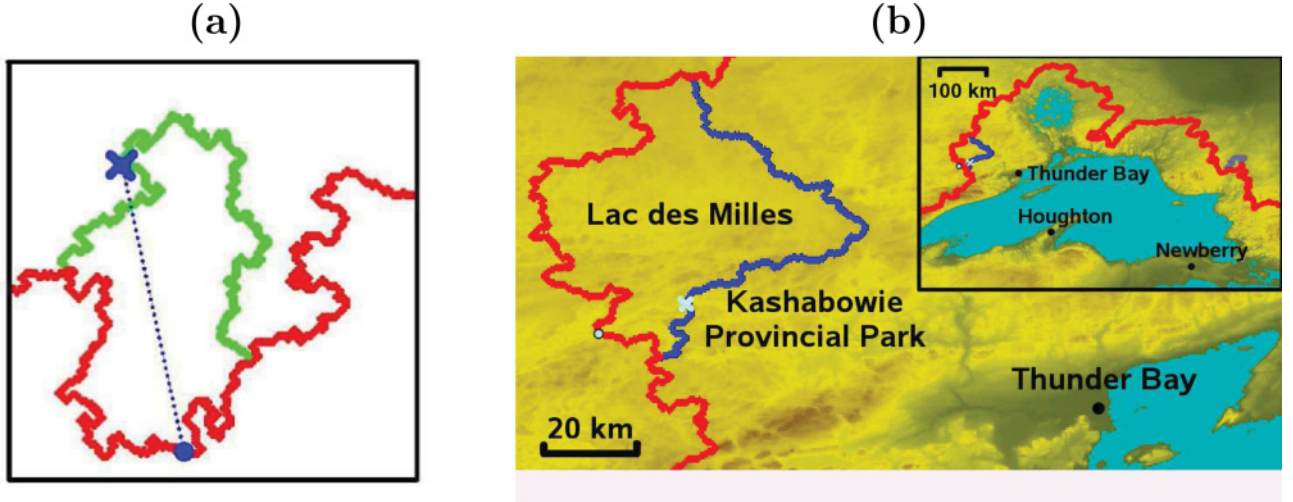 (a)
(b)
Lac des Milles
Kashabowie
Provincial Park
Thunder Bay
20 km
100 km
Thunder Bay
Houghton
Newberry